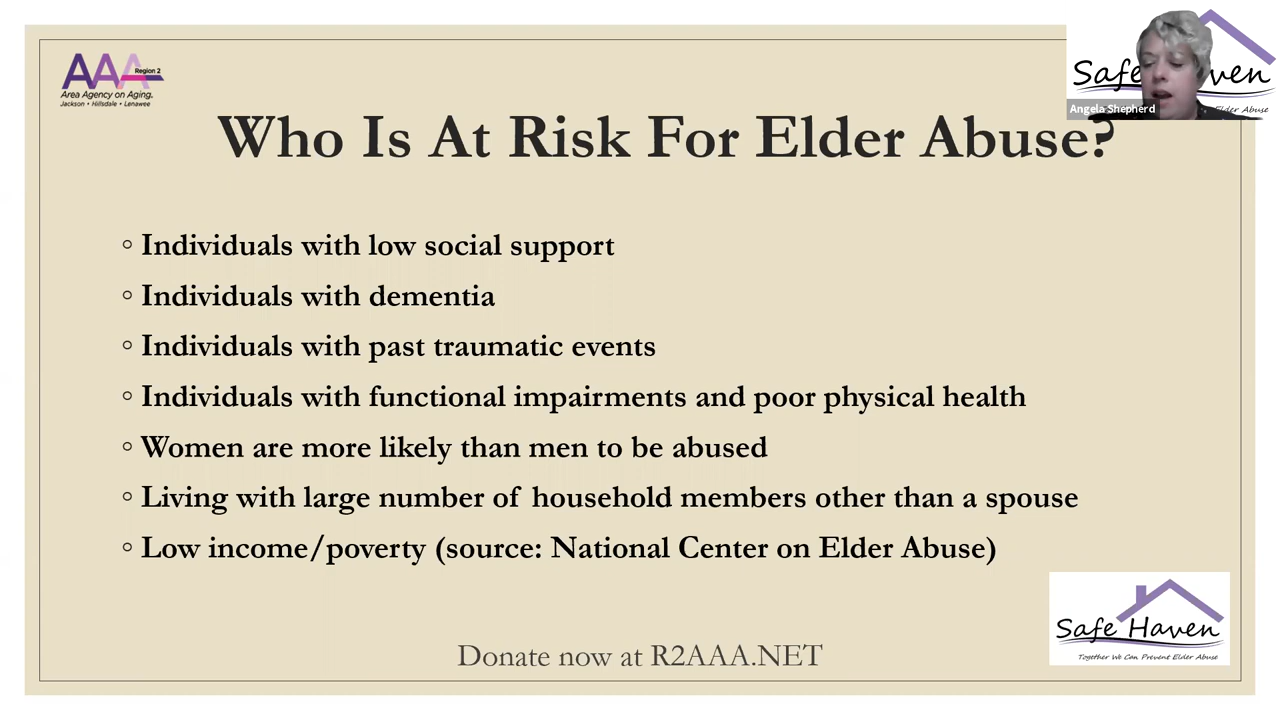 AAA
Region 2
Area Agency on Aging.
Jackson • Hillsdale • Lenawee
Safe Haven
Elder Abuse
Angela Shepherd
Who Is At Risk For Elder Abuse?
◦ Individuals with low social support
◦ Individuals with dementia
◦ Individuals with past traumatic events
◦ Individuals with functional impairments and poor physical health
◦ Women are more likely than men to be abused
◦ Living with large number of household members other than a spouse
◦ Low income/poverty (source: National Center on Elder Abuse)
Safe Haven
Together We Can Prevent Elder Abuse
Donate now at R2AAA.NET